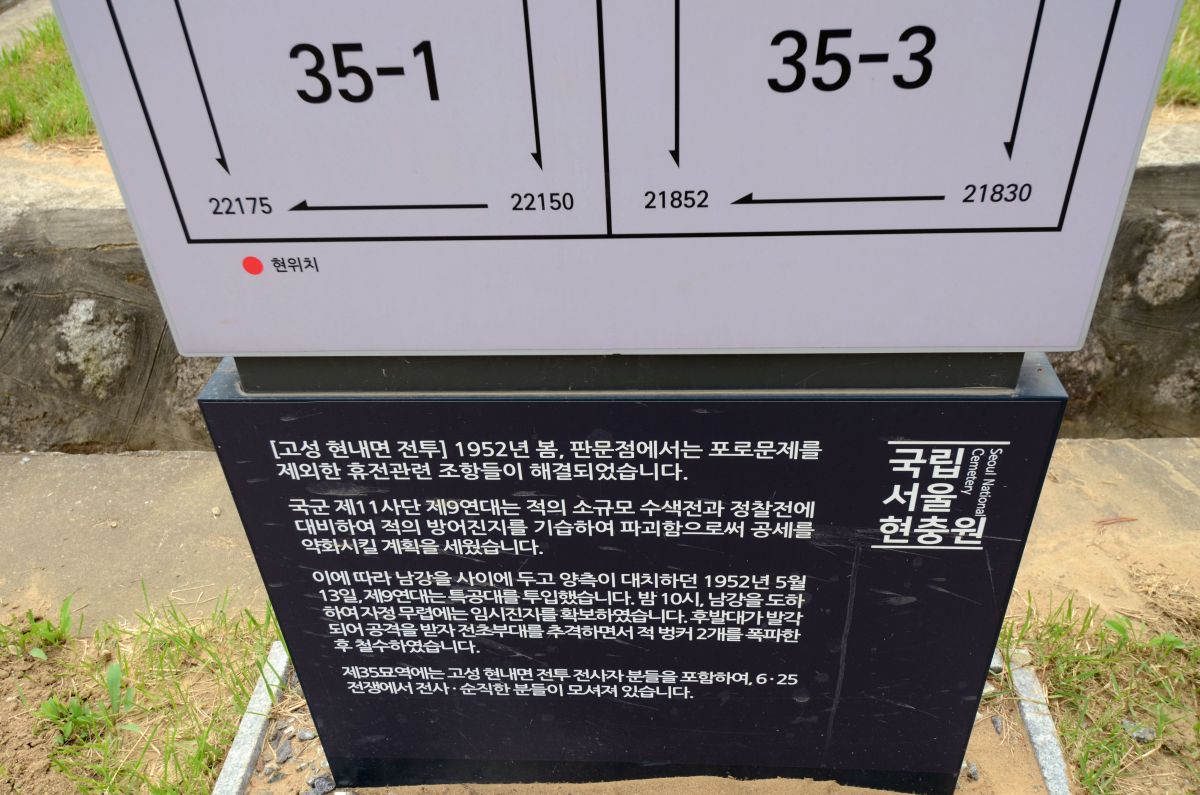 35-1
35-3
22175
22150
21852
21830
현위치
[고성 현내면 전투] 1952년 봄, 판문점에서는 포로문제를
제외한 휴전관련 조항들이 해결되었습니다.
국군 제11사단 제9연대는 적의 소규모 수색전과 정찰전에
대비하여 적의 방어진지를 기습하여 파괴함으로써 공세를
약화시킬 계획을 세웠습니다.
이에 따라 남강을 사이에 두고 양측이 대치하던 1952년 5월
13일, 제9연대는 특공대를 투입했습니다. 밤 10시, 남강을 도하
하여 자정 무렵에는 임시진지를 확보하였습니다. 후발대가 발각
되어 공격을 받자 전초부대를 추격하면서 적 벙커 2개를 폭파한
후 철수하였습니다.
제35묘역에는 고성 현내면 전투 전사자 분들을 포함하여, 6·25
전쟁에서 전사·순직한 분들이 모셔져 있습니다.
국립
서울
현충원
Seoul National
Cemetery